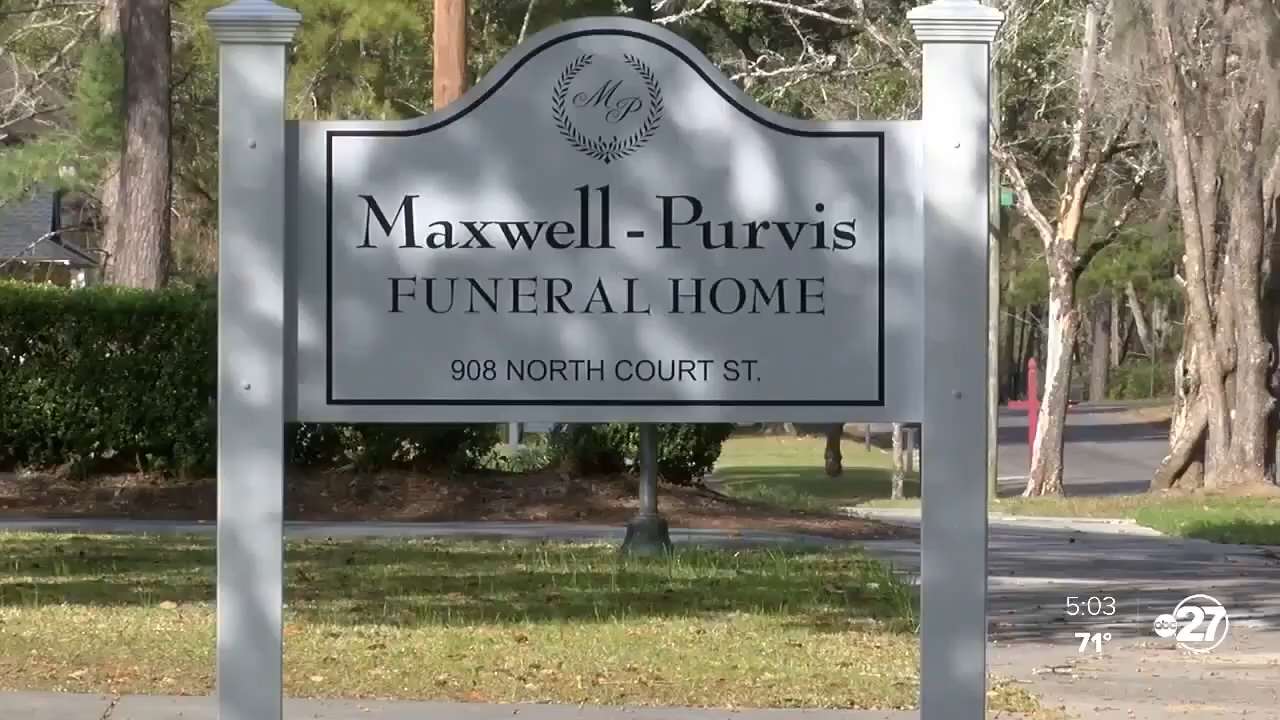 MP
Maxwell-Purvis
FUNERAL HOME
908 NORTH COURT ST.
5:03
71°
abc 27